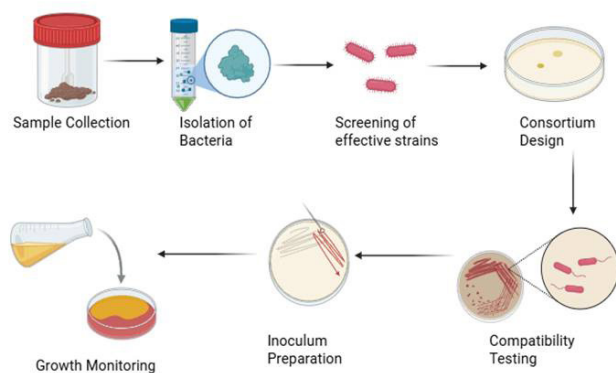 Sample Collection
Isolation of
Bacteria
Screening of
effective strains
Consortium
Design
Compatibility
Testing
Inoculum
Preparation
Growth Monitoring